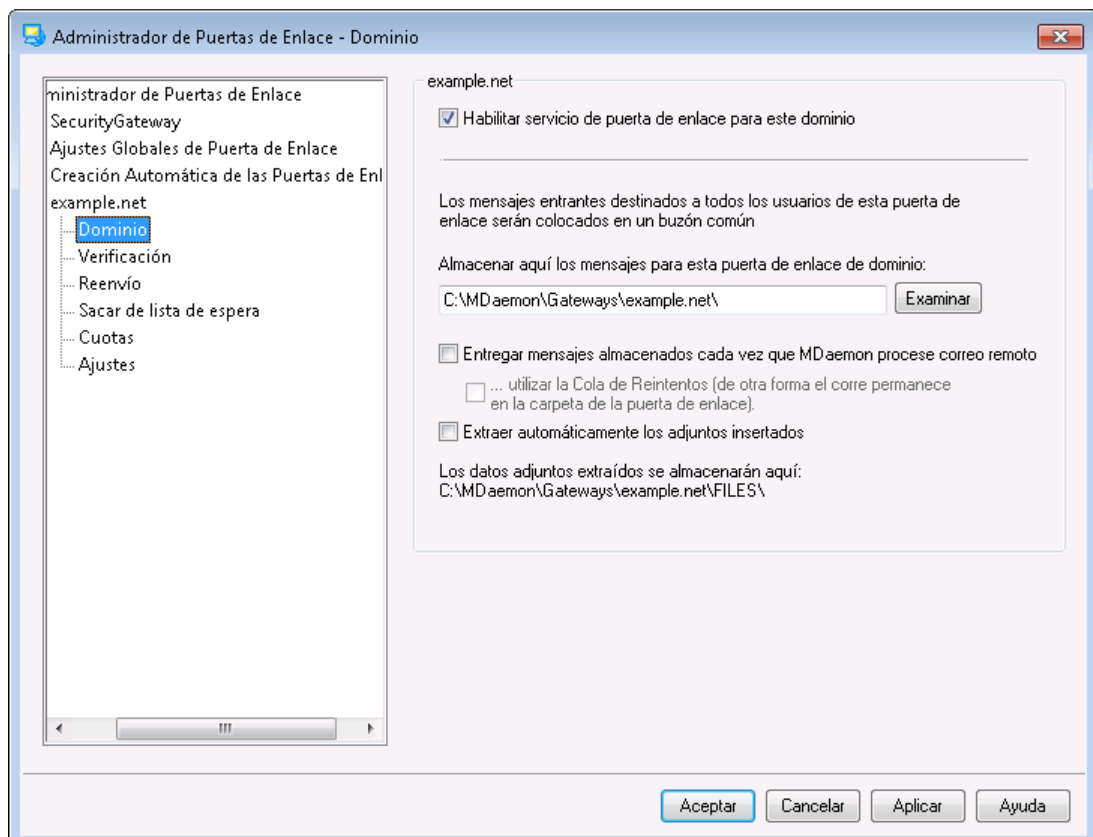 Administrador de Puertas de Enlace - Dominio
ministrador de Puertas de Enlace
SecurityGateway
Ajustes Globales de Puerta de Enlace
Creación Automática de las Puertas de Enl
example.net
Dominio
Verificación
Reenvío
Sacar de lista de espera
Cuotas
Ajustes
example.net
Habilitar servicio de puerta de enlace para este dominio
Los mensajes entrantes destinados a todos los usuarios de esta puerta de
enlace serán colocados en un buzón común
Almacenar aquí los mensajes para esta puerta de enlace de dominio:
C:\MDaemon\Gateways\example.net\
Examinar
Entregar mensajes almacenados cada vez que MDaemon procese correo remoto
... utilizar la Cola de Reintentos (de otra forma el corre permanece
en la carpeta de la puerta de enlace).
Extraer automáticamente los adjuntos insertados
Los datos adjuntos extraídos se almacenarán aquí:
C:\MDaemon\Gateways\example.net\FILES\
Aceptar
Cancelar
Aplicar
Ayuda